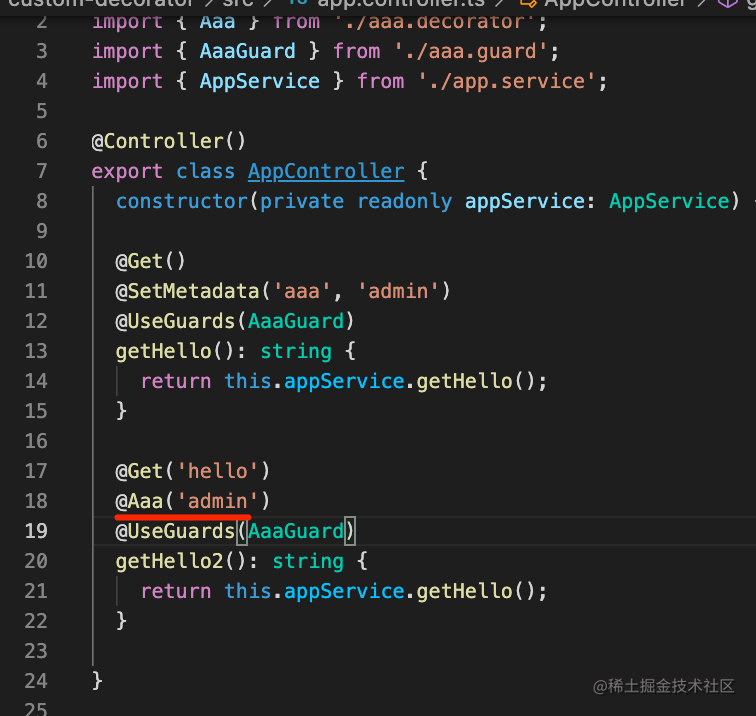 custom-decorator > src > TS app.controller.ts > AppController >
2 import { Aaa } from './aaa.decorator';
3 import { AaaGuard } from './aaa.guard';
4 import { AppService } from './app.service';
5
6 @Controller()
7 export class AppController {
8 constructor(private readonly appService: AppService)
9
10 @Get()
11 @SetMetadata('aaa', 'admin')
12 @UseGuards(AaaGuard)
13 getHello(): string {
14 return this.appService.getHello();
15 }
16
17 @Get('hello')
18 @Aaa('admin')
19 @UseGuards(AaaGuard)
20 getHello2(): string {
21 return this.appService.getHello();
22 }
23
24 }
25
@稀土掘金技术社区